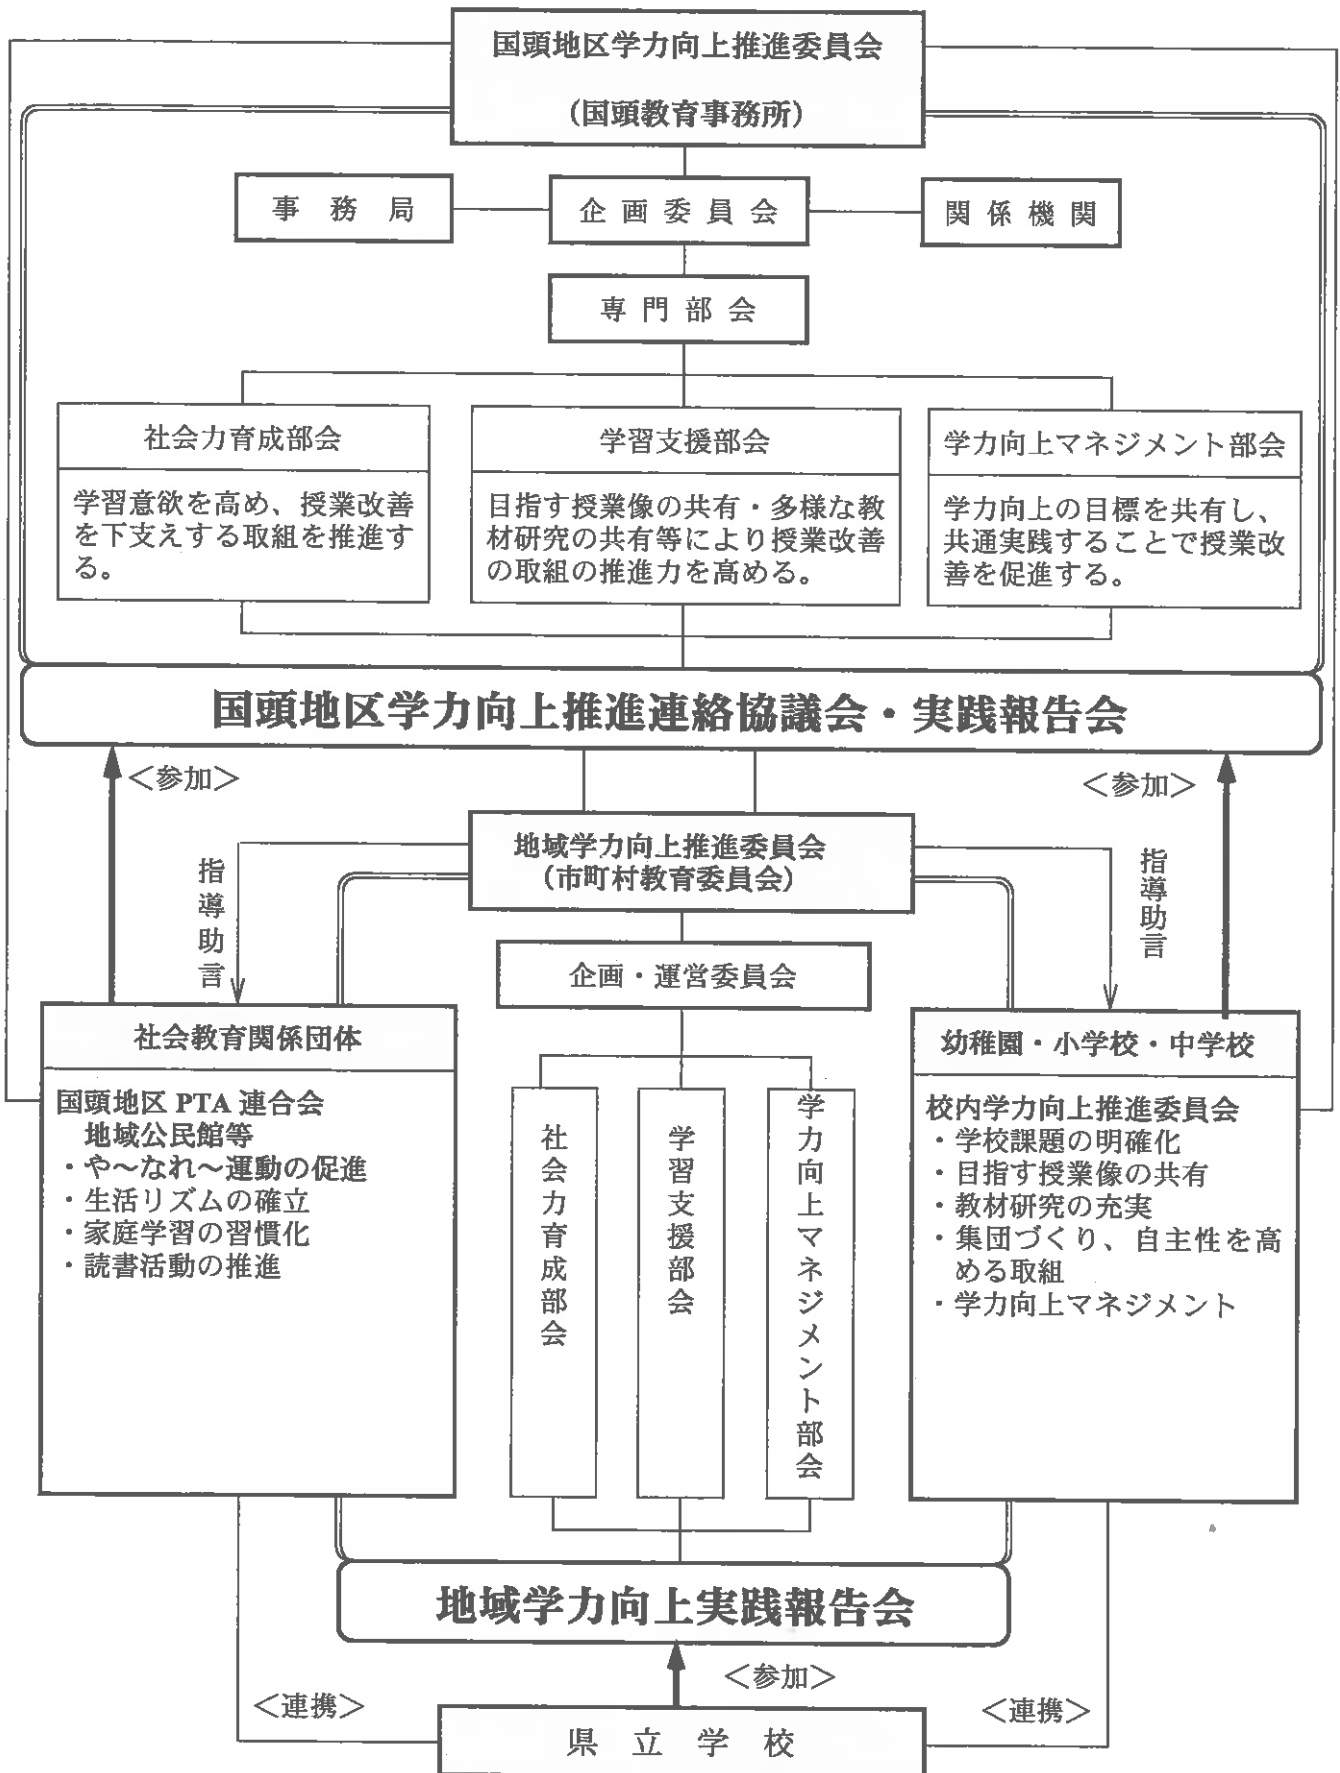 国頭地区学力向上推進委員会
(国頭教育事務所)
事務局
企画委員会
関係機関
専門部会
社会力育成部会
学習意欲を高め、授業改善
を下支えする取組を推進す
る。
学習支援部会
目指す授業像の共有・多様な教
材研究の共有等により授業改善
の取組の推進力を高める。
学力向上マネジメント部会
学力向上の目標を共有し、
共通実践することで授業改
善を促進する。
国頭地区学力向上推進連絡協議会・実践報告会
<参加>
<参加>
地域学力向上推進委員会
(市町村教育委員会)
指導助言
指導助言
企画・運営委員会
社会教育関係団体
国頭地区 PTA 連合会
地域公民館等
・や~なれ~運動の促進
・生活リズムの確立
・家庭学習の習慣化
・読書活動の推進
社会力育成部会
学習支援部会
学力向上マネジメント部会
幼稚園・小学校・中学校
校内学力向上推進委員会
・学校課題の明確化
・目指す授業像の共有
・教材研究の充実
・集団づくり、自主性を高
める取組
・学力向上マネジメント
地域学力向上実践報告会
<参加>
<連携>
<連携>
県立学校